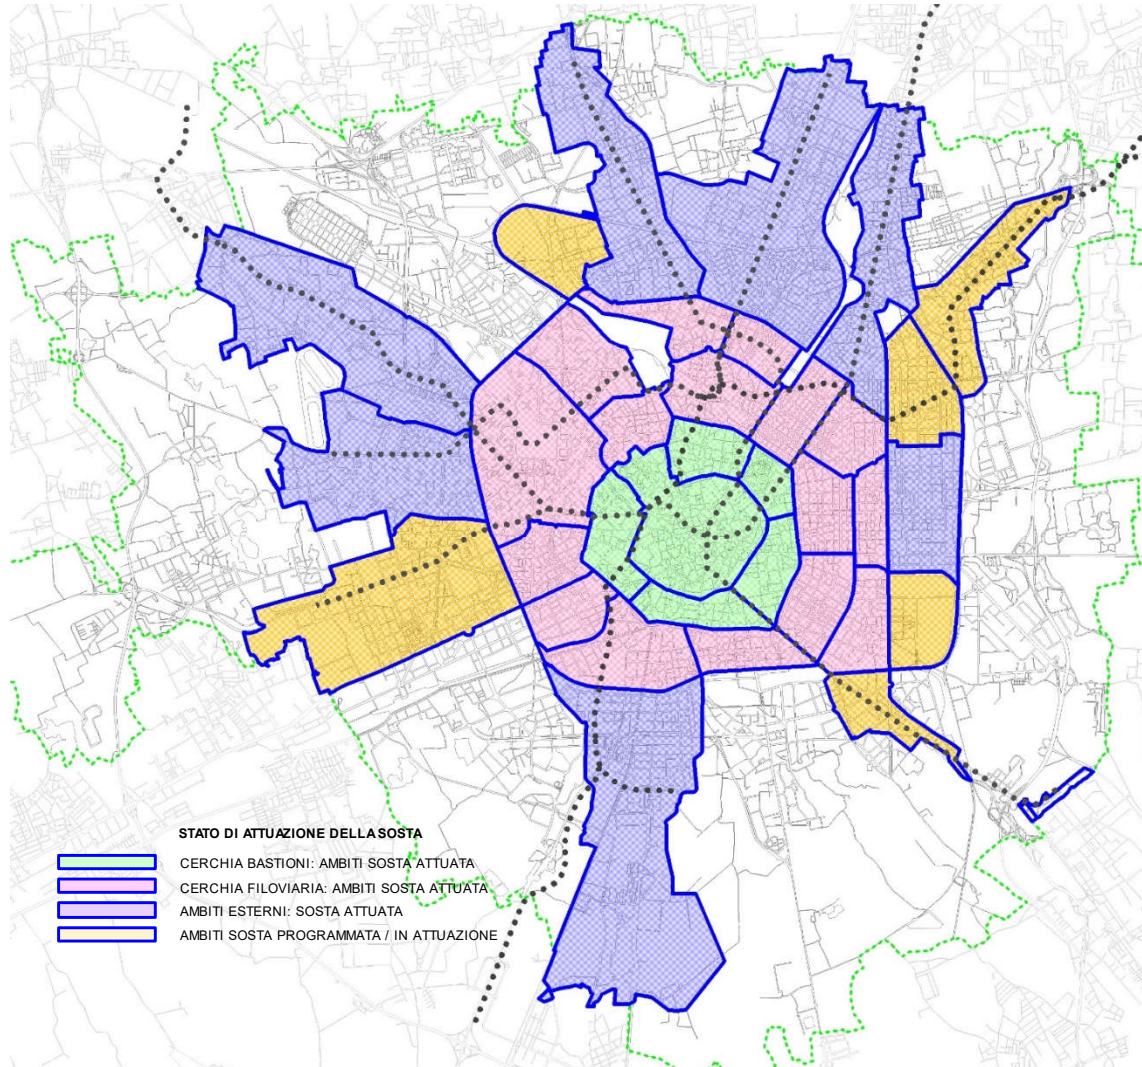 STATO DI ATTUAZIONE DELLA SOSTA
CERCHIA BASTIONI: AMBITI SOSTA ATTUATA
CERCHIA FILOVIARIA: AMBITI SOSTA ATTUATA
AMBITI ESTERNI: SOSTA ATTUATA
AMBITI SOSTA PROGRAMMATA / IN ATTUAZIONE